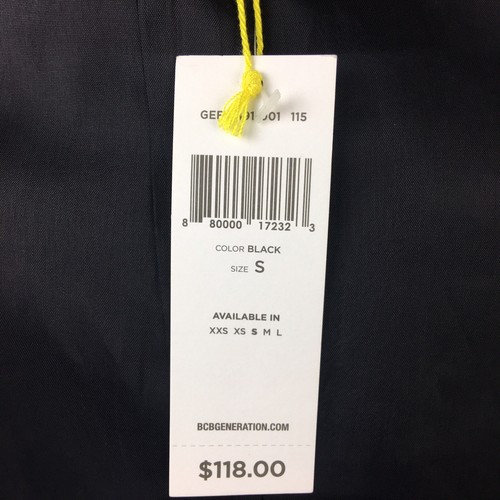 115
8 80000 17232 3
COLOR BLACK
SIZE S
AVAILABLE IN
XXS XS S M L
BCBGENERATION.COM
$118.00